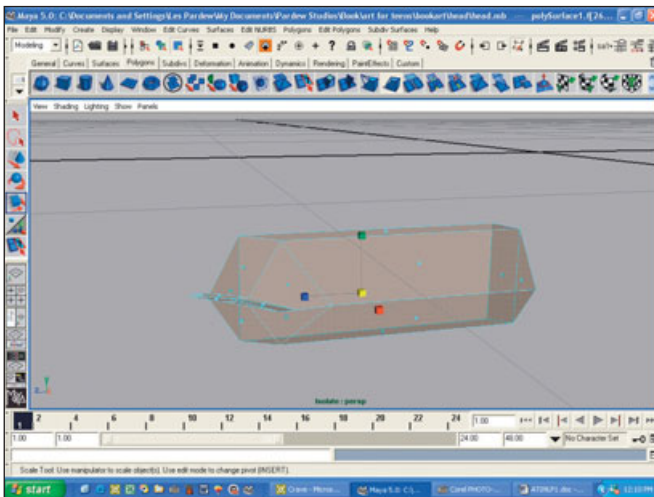 Maya 5.0: C:\Documents and Settings\Les Pardew\My Documents\Pardew Studios\Book\art for teens\bookart\head\head.mb - polySurface1.f[26...
File Edit Modify Create Display Window Edit Curves Surfaces Edit NURBS Polygons Edit Polygons Subdiv Surfaces Help
Modeling
General Curves Surfaces Polygons Subdivs Deformation Animation Dynamics Rendering PaintEffects Custom
View Shading Lighting Show Panels
Isolate : persp
1 2 4 6 8 10 12 14 16 18 20 22 24 1.00
1.00 1.00 24.00 48.00 No Character Set
Scale Tool: Use manipulator to scale object(s). Use edit mode to change pivot (INSERT).
start Maya 5.0: C:\... Corel PHOTO-... 12:10 PM